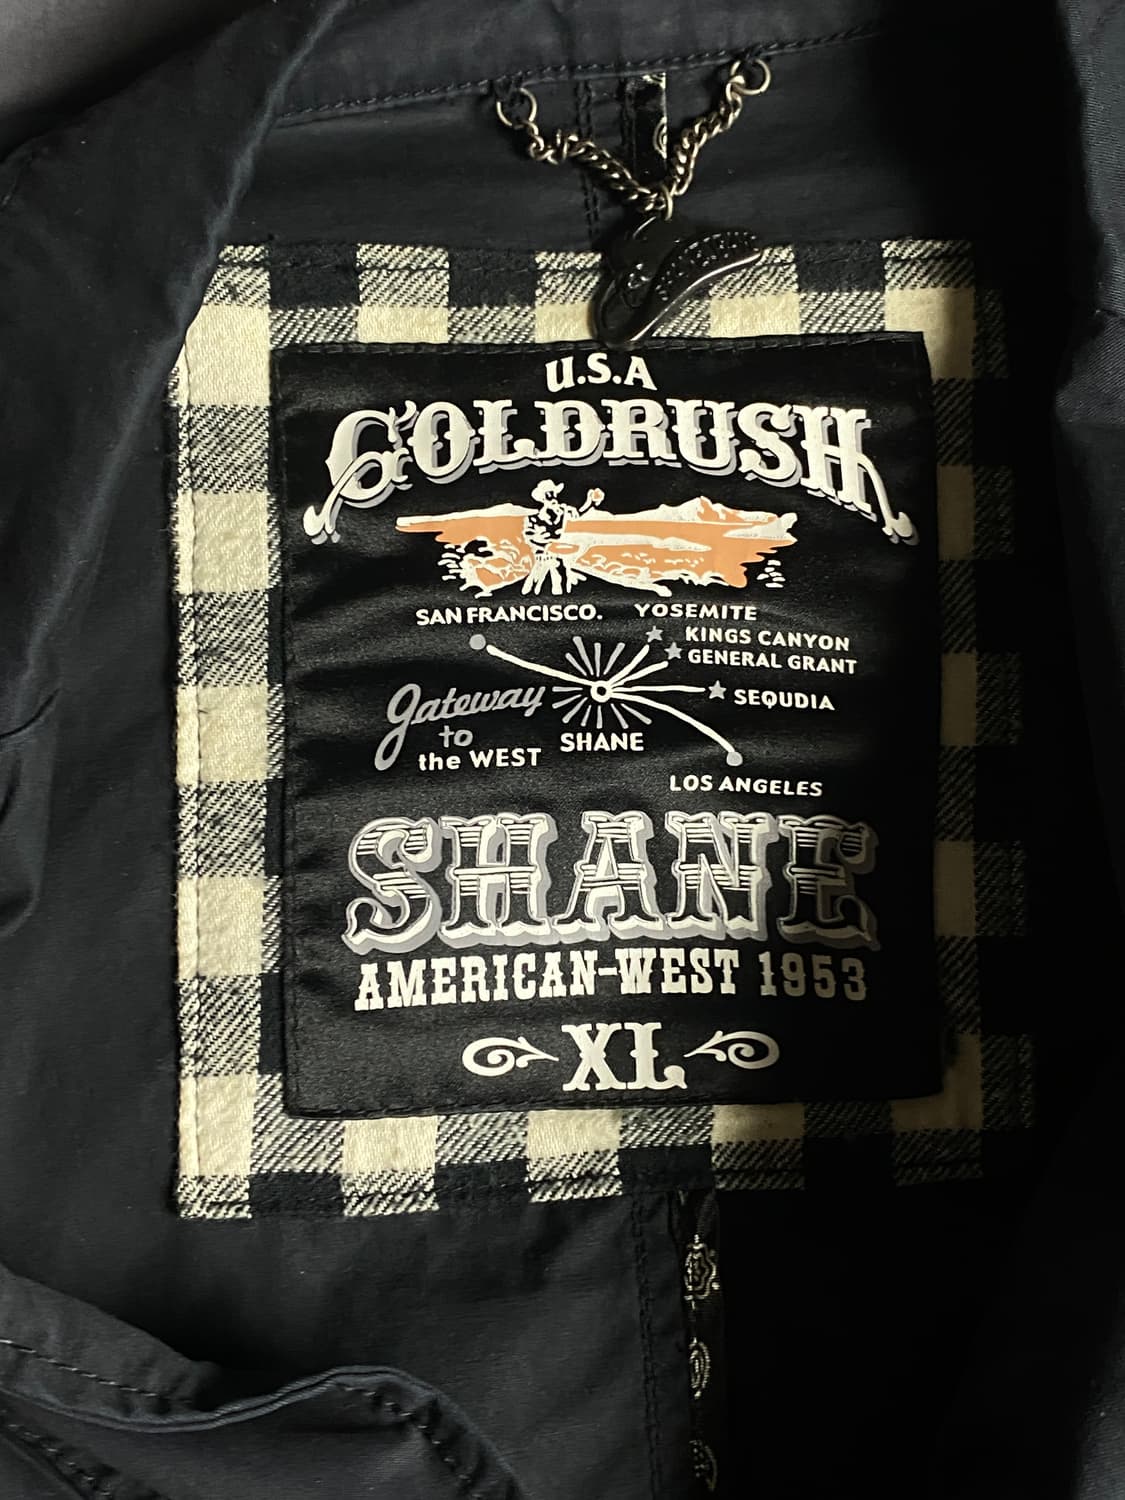 U.S.A
GOLDRUSH
SAN FRANCISCO. YOSEMITE
KINGS CANYON
GENERAL GRANT
SEQUDIA
Gateway
to
the WEST
SHANE
LOS ANGELES
SHANE
AMERICAN-WEST 1953
XL